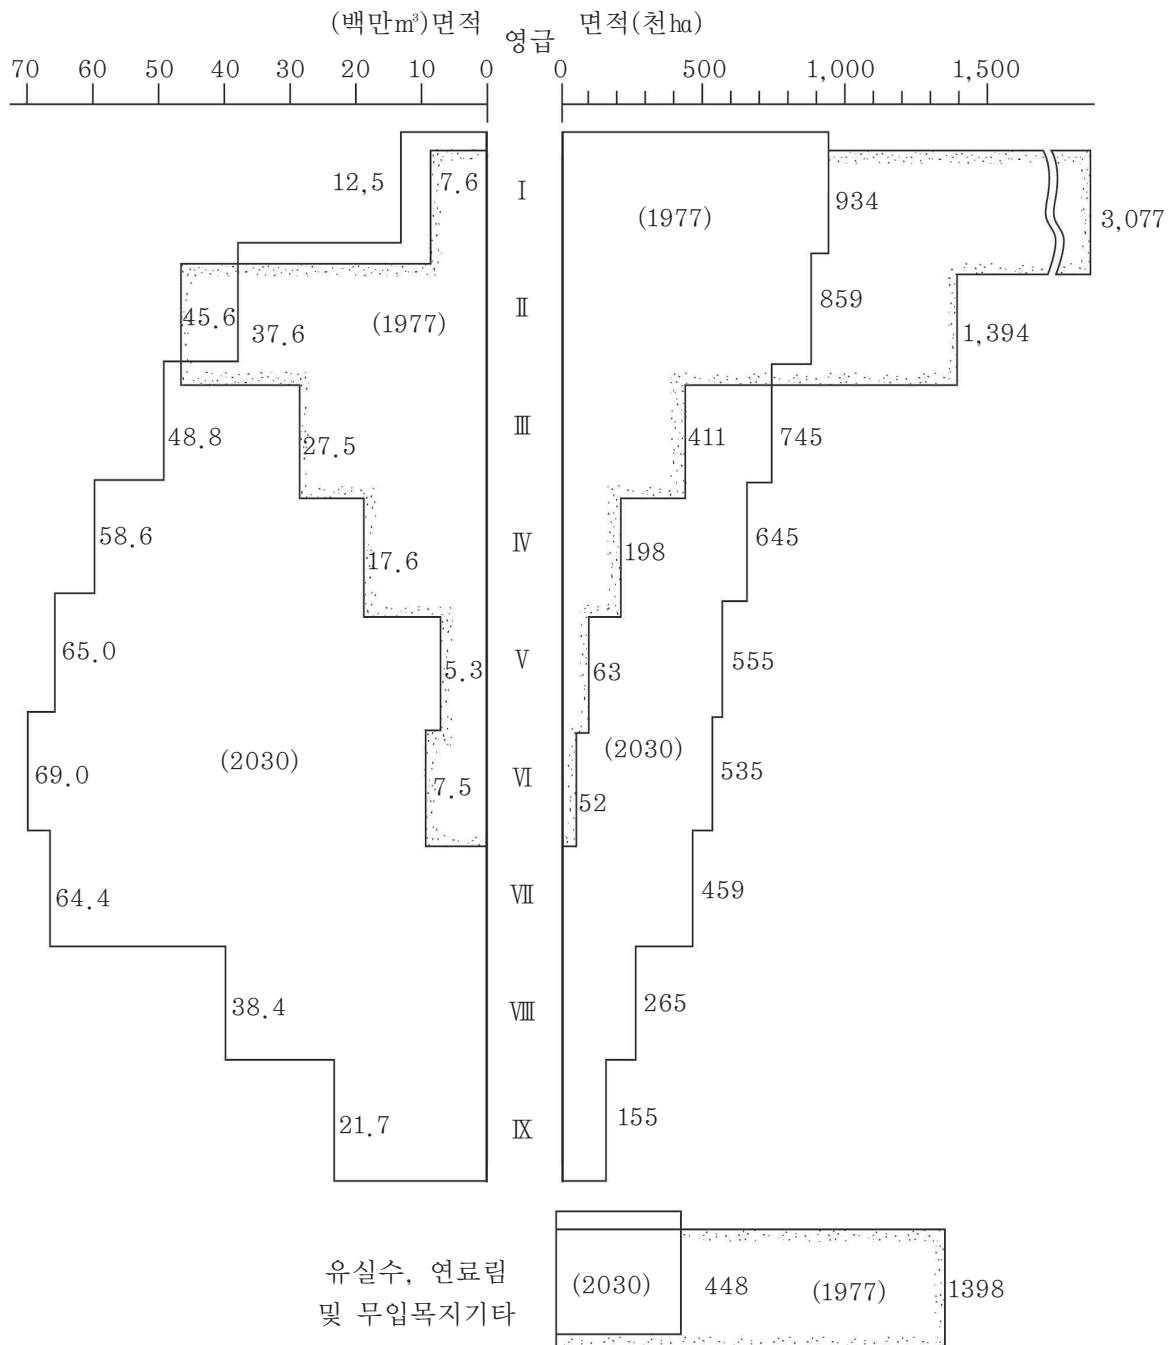 (백만㎥)면적 영급 면적(천ha)
70 60 50 40 30 20 10 0 0 500 1,000 1,500
12,5 7.6 Ⅰ (1977) 934 3,077
45.6 37.6 (1977) Ⅱ 859 1,394
48.8 27.5 Ⅲ 411 745
58.6 17.6 Ⅳ 198 645
65.0 5.3 Ⅴ 63 555
69.0 (2030) 7.5 Ⅵ 52 (2030) 535
64.4 Ⅶ 459
38.4 Ⅷ 265
21.7 Ⅸ 155
유실수, 연료림
및 무입목지기타
(2030) 448 (1977) 1398